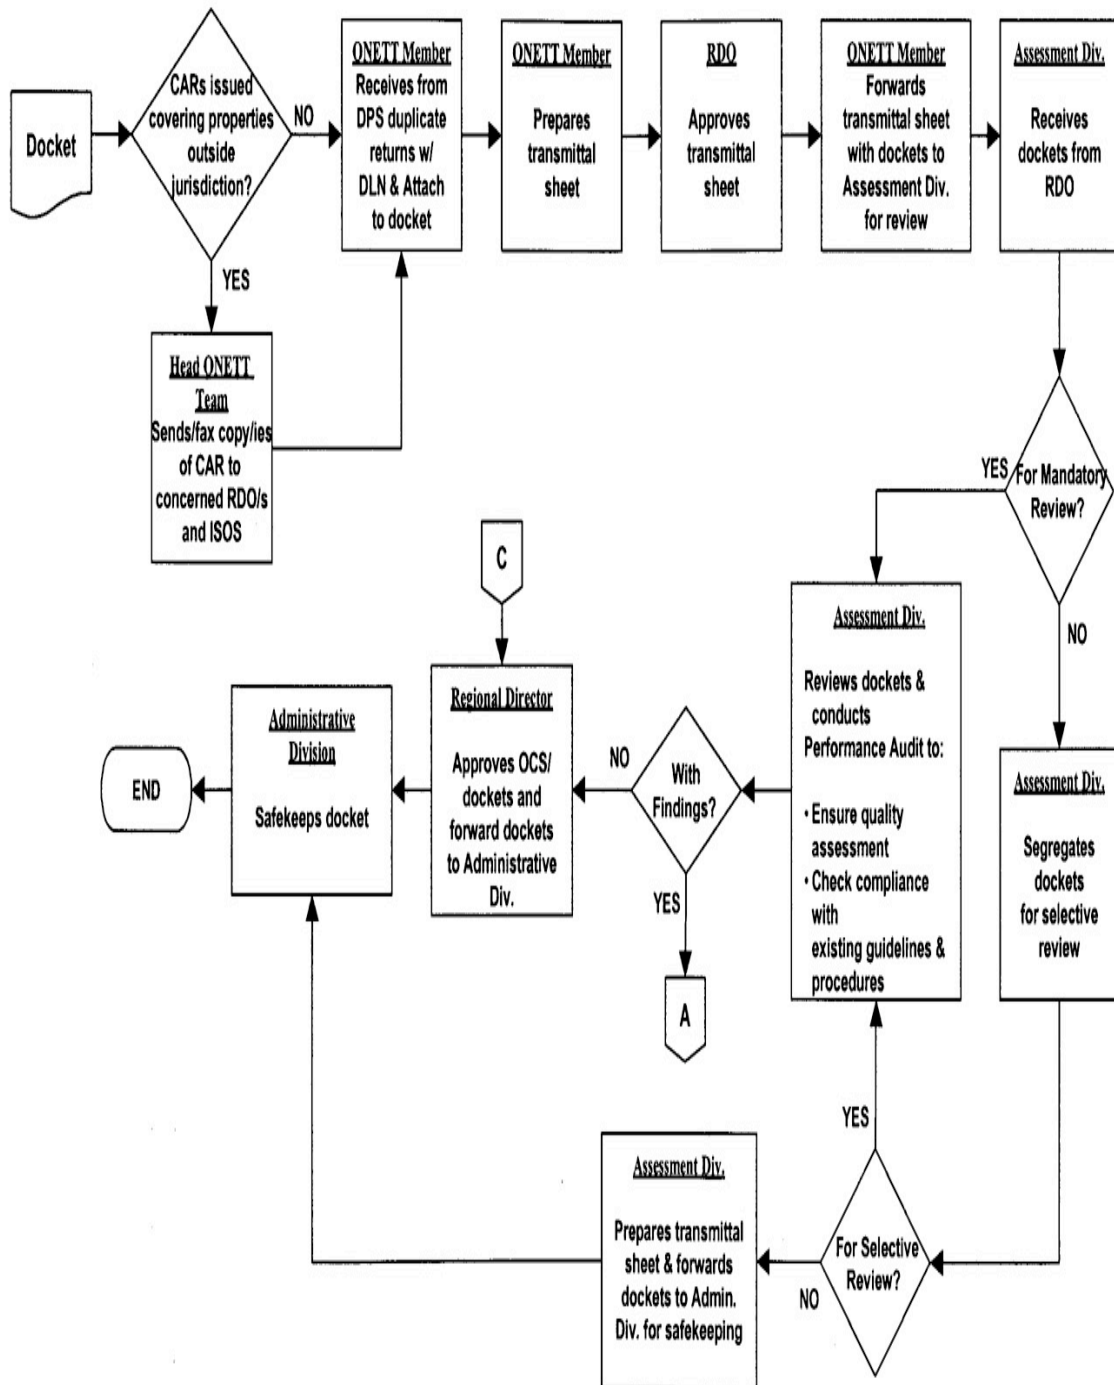 Docket
CARs issued
covering properties
outside
jurisdiction?
NO
YES
ONETT Member
Receives from
DPS duplicate
returns w/
DLN & Attach
to docket
ONETT Member
Prepares
transmittal
sheet
RDO
Approves
transmittal
sheet
ONETT Member
Forwards
transmittal sheet
with dockets to
Assessment Div.
for review
Assessment Div.
Receives
dockets from
RDO
Head ONETT
Team
Sends/fax copy/ies
of CAR to
concerned RDO/s
and ISOS
YES
For Mandatory
Review?
NO
C
Assessment Div.
Reviews dockets &
conducts
Performance Audit to:
• Ensure quality
assessment
• Check compliance
with
existing guidelines &
procedures
Administrative
Division
Safekeeps docket
END
Regional Director
Approves OCS/
dockets and
forward dockets
to Administrative
Div.
NO
With
Findings?
YES
A
Assessment Div.
Segregates
dockets
for selective
review
YES
For Selective
Review?
NO
Assessment Div.
Prepares transmittal
sheet & forwards
dockets to Admin.
Div. for safekeeping